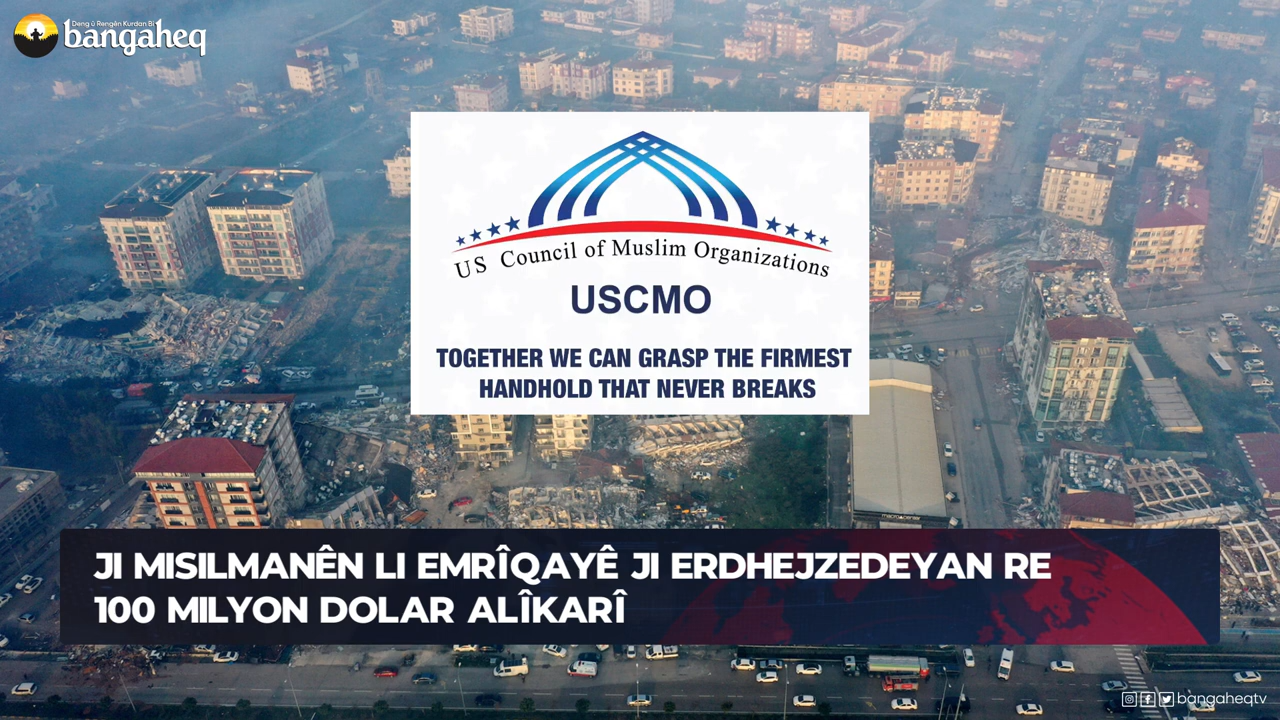 Deng û Rengên Kurdan Bi
bangaheq
US Council of Muslim Organizations
USCMO
TOGETHER WE CAN GRASP THE FIRMEST
HANDHOLD THAT NEVER BREAKS
JI MISILMANÊN LI EMRÎQAYÊ JI ERDHEJZEDEYAN RE
100 MILYON DOLAR ALÎKARÎ
bangaheqtv